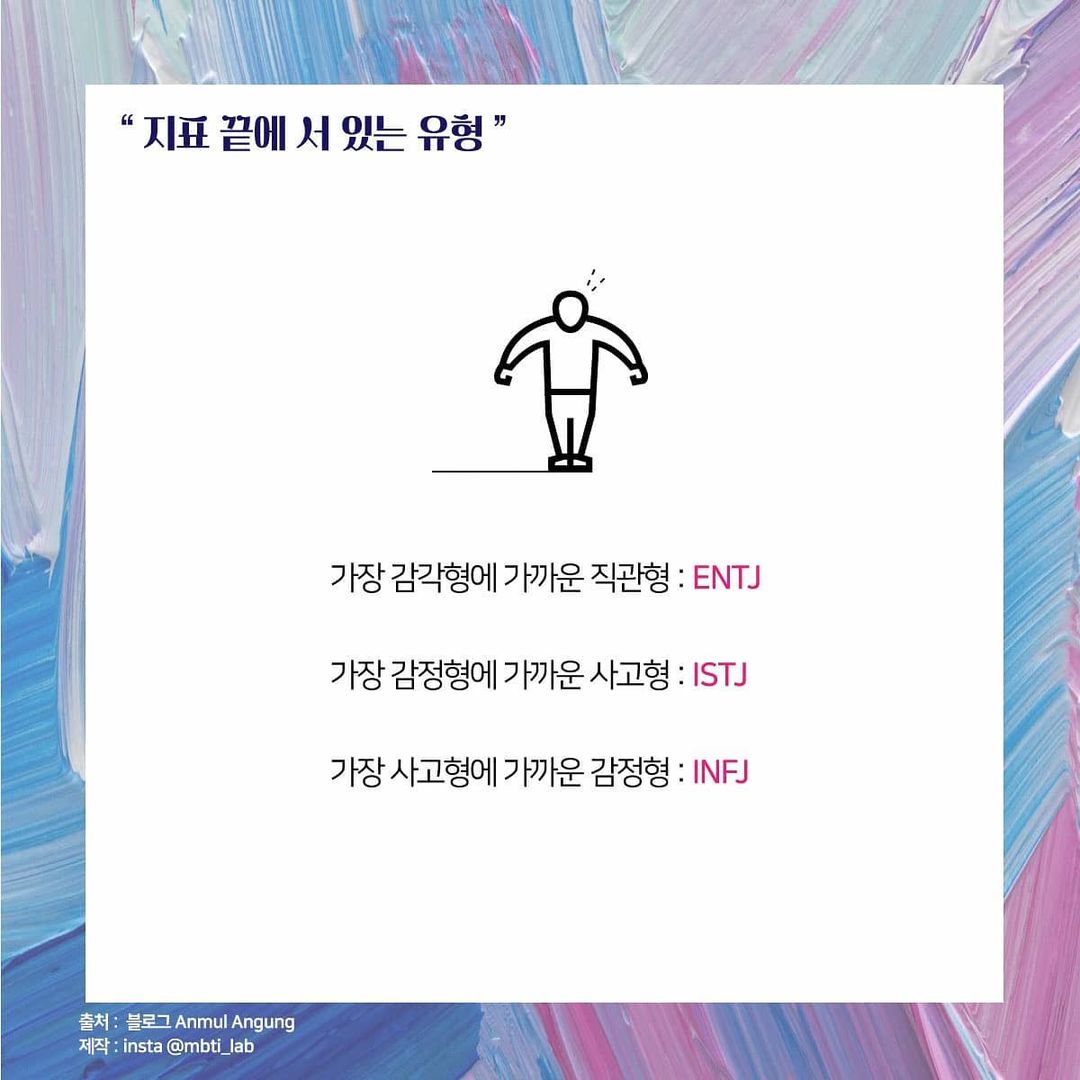 “ 지표 끝에 서 있는 유형 ”
가장 감각형에 가까운 직관형 : ENTJ
가장 감정형에 가까운 사고형 : ISTJ
가장 사고형에 가까운 감정형 : INFJ
출처 : 블로그 Anmul Angung
제작 : insta @mbti_lab